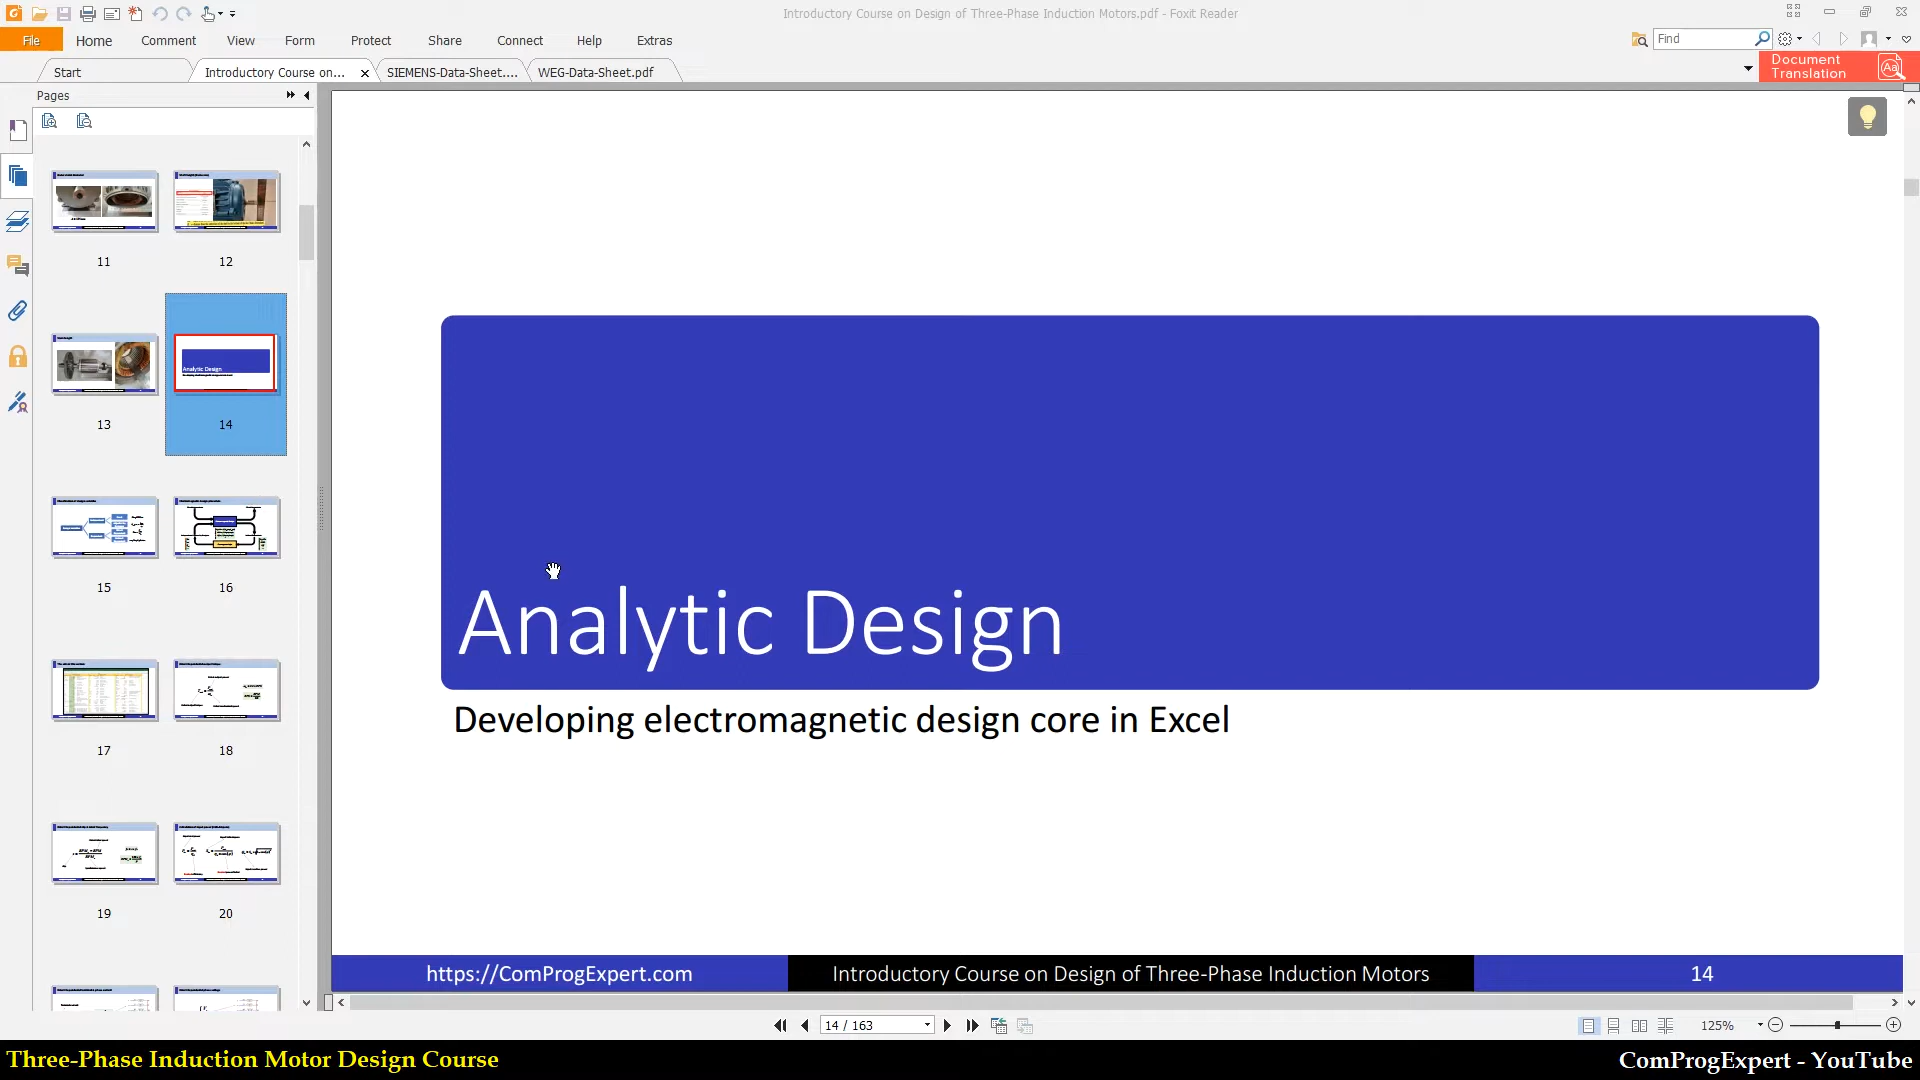 Introductory Course on Design of Three-Phase Induction Motors.pdf - Foxit Reader
File Home Comment View Form Protect Share Connect Help Extras
Find
Start Introductory Course on... SIEMENS-Data-Sheet.... WEG-Data-Sheet.pdf
Document
Translation
Pages
11 12
Analytic Design
13 14
15 16
17 18
19 20
Analytic Design
Developing electromagnetic design core in Excel
https://ComProgExpert.com Introductory Course on Design of Three-Phase Induction Motors 14
14 / 163
125%
Three-Phase Induction Motor Design Course
ComProgExpert - YouTube